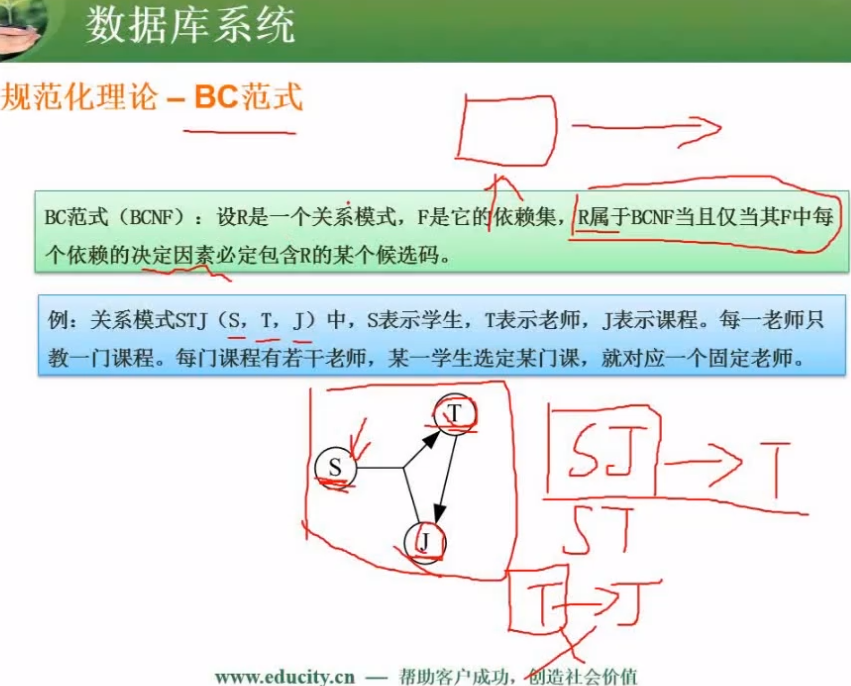 数据库系统
规范化理论 – BC范式
BC范式（BCNF）：设R是一个关系模式，F是它的依赖集，R属于BCNF当且仅当其F中每
个依赖的决定因素必定包含R的某个候选码。
例：关系模式STJ（S，T，J）中，S表示学生，T表示老师，J表示课程。每一老师只
教一门课程。每门课程有若干老师，某一学生选定某门课，就对应一个固定老师。
T
S
J
SJ → T
ST
T → J
www.educity.cn — 帮助客户成功，创造社会价值